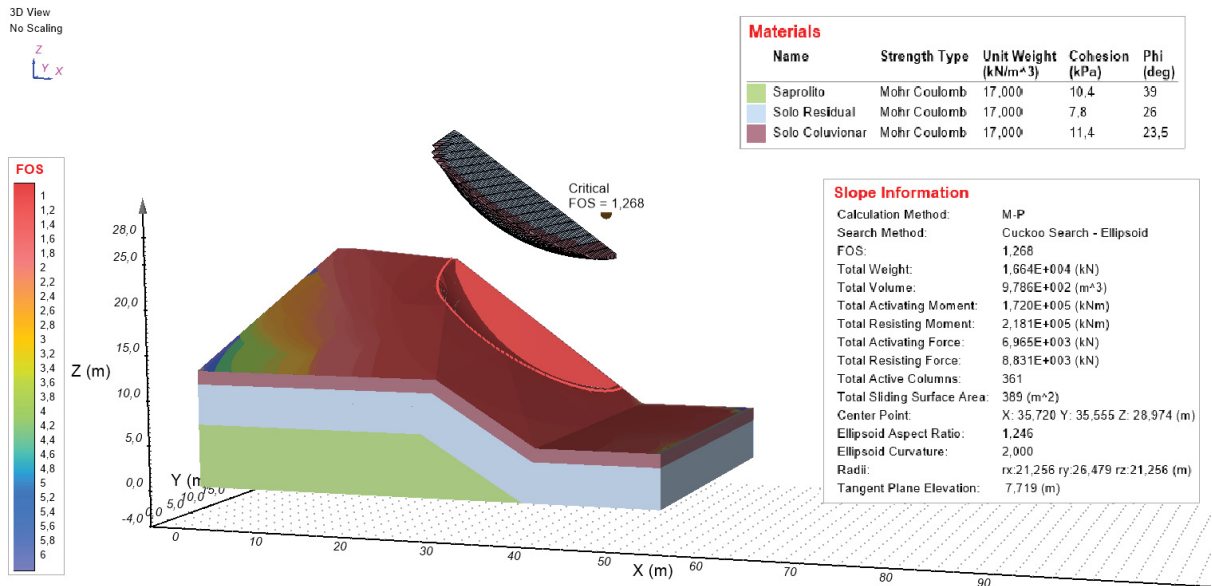 3D View
No Scaling
Z
Y X
Materials
Name Strength Type Unit Weight (kN/m^3) Cohesion (kPa) Phi (deg)
Saprolito Mohr Coulomb 17,000 10,4 39
Solo Residual Mohr Coulomb 17,000 7,8 26
Solo Coluvionar Mohr Coulomb 17,000 11,4 23,5
FOS
1
1,2
1,4
1,6
1,8
2
2,2
2,4
2,6
2,8
3
3,2
3,4
3,6
3,8
4
4,2
4,4
4,6
4,8
5
5,2
5,4
5,6
5,8
6
Critical
FOS = 1,268
Slope Information
Calculation Method: M-P
Search Method: Cuckoo Search - Ellipsoid
FOS: 1,268
Total Weight: 1,664E+004 (kN)
Total Volume: 9,786E+002 (m^3)
Total Activating Moment: 1,720E+005 (kNm)
Total Resisting Moment: 2,181E+005 (kNm)
Total Activating Force: 6,965E+003 (kN)
Total Resisting Force: 8,831E+003 (kN)
Total Active Columns: 361
Total Sliding Surface Area: 389 (m^2)
Center Point: X: 35,720 Y: 35,555 Z: 28,974 (m)
Ellipsoid Aspect Ratio: 1,246
Ellipsoid Curvature: 2,000
Radii: rx:21,256 ry:26,479 rz:21,256 (m)
Tangent Plane Elevation: 7,719 (m)
28,0
25,0
20,0
15,0
Z (m)
10,0
5,0
0,0
-4,0
Y (m
0,0 5,0 10,0 15,0
0 10 20 30 40 50 60 70 80 90
X (m)